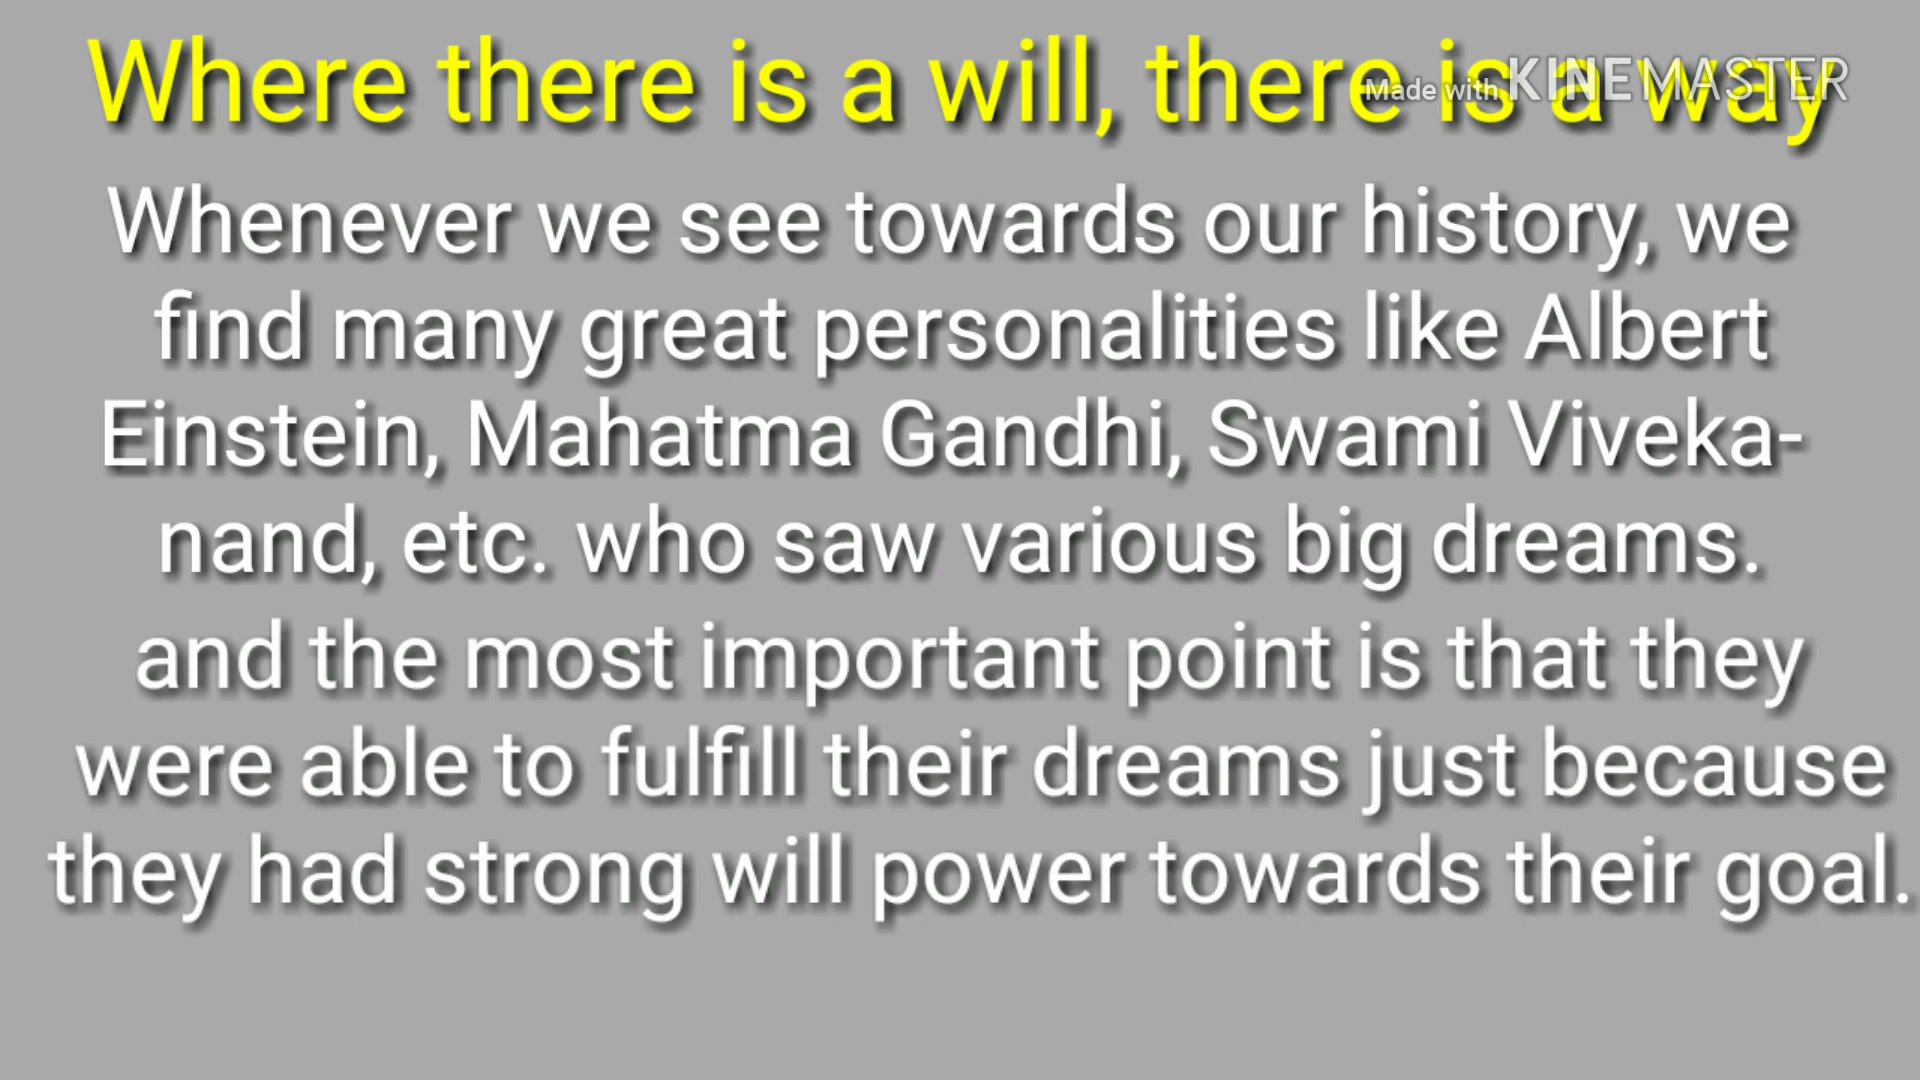 Where there is a will, there is a way
Made with KINEMASTER
Whenever we see towards our history, we
find many great personalities like Albert
Einstein, Mahatma Gandhi, Swami Viveka-
nand, etc. who saw various big dreams.
and the most important point is that they
were able to fulfill their dreams just because
they had strong will power towards their goal.